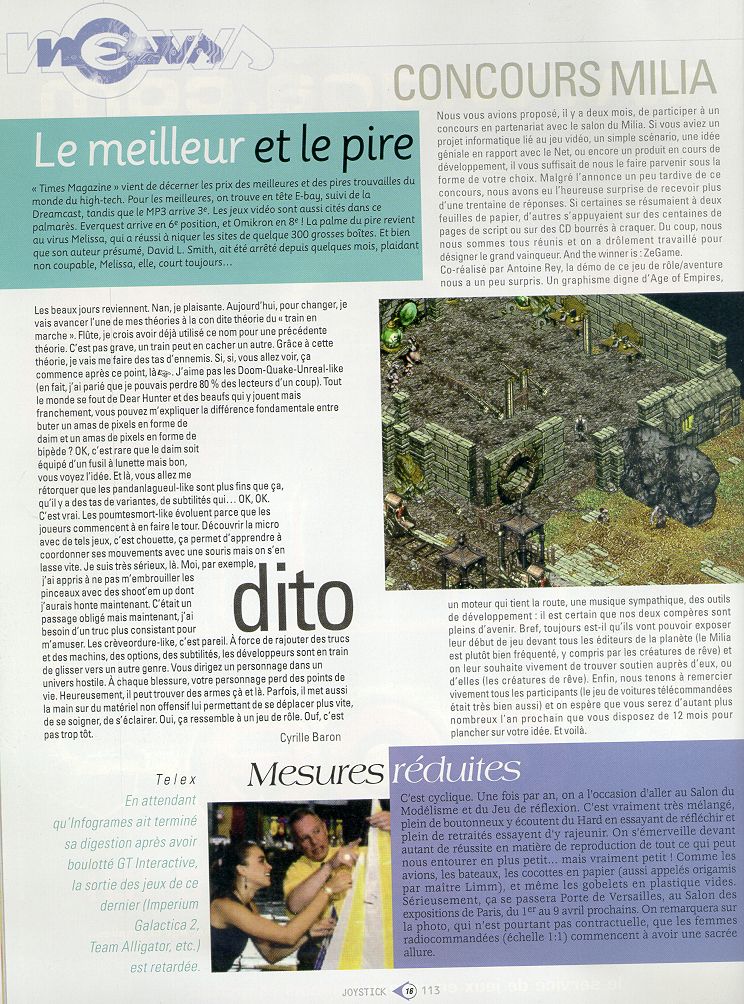 news
Le meilleur et le pire
« Times Magazine » vient de décerner les prix des meilleures et des pires trouvailles du
monde du high-tech. Pour les meilleures, on trouve en tête E-bay, suivi de la
Dreamcast, tandis que le MP3 arrive 3e. Les jeux vidéo sont aussi cités dans ce
palmarès. Everquest arrive en 6e position, et Omikron en 8e ! La palme du pire revient
au virus Melissa, qui a réussi à niquer les sites de quelque 300 grosses boîtes. Et bien
que son auteur présumé, David L. Smith, ait été arrêté depuis quelques mois, plaidant
non coupable, Melissa, elle, court toujours...
CONCOURS MILIA
Nous vous avions proposé, il y a deux mois, de participer à un
concours en partenariat avec le salon du Milia. Si vous aviez un
projet informatique lié au jeu vidéo, un simple scénario, une idée
géniale en rapport avec le Net, ou encore un produit en cours de
développement, il vous suffisait de nous le faire parvenir sous la
forme de votre choix. Malgré l'annonce un peu tardive de ce
concours, nous avons eu l'heureuse surprise de recevoir plus
d'une trentaine de réponses. Si certaines se résumaient à deux
feuilles de papier, d'autres s'appuyaient sur des centaines de
pages de script ou sur des CD bourrés à craquer. Du coup, nous
nous sommes tous réunis et on a drôlement travaillé pour
désigner le grand vainqueur. And the winner is : ZeGame.
Co-réalisé par Antoine Rey, la démo de ce jeu de rôle/aventure
nous a un peu surpris. Un graphisme digne d'Age of Empires,
un moteur qui tient la route, une musique sympathique, des outils
de développement : il est certain que nos deux compères sont
pleins d'avenir. Bref, toujours est-il qu'ils vont pouvoir exposer
leur début de jeu devant tous les éditeurs de la planète (le Milia
est plutôt bien fréquenté, y compris par les créatures de rêve) et
on leur souhaite vivement de trouver soutien auprès d'eux, ou
d'elles (les créatures de rêve). Enfin, nous tenons à remercier
vivement tous les participants (le jeu de voitures télécommandées
était très bien aussi) et on espère que vous serez d'autant plus
nombreux l'an prochain que vous disposez de 12 mois pour
plancher sur votre idée. Et voilà.
Les beaux jours reviennent. Nan, je plaisante. Aujourd'hui, pour changer, je
vais avancer l'une de mes théories à la con dite théorie du « train en
marche ». Flûte, je crois avoir déjà utilisé ce nom pour une précédente
théorie. C'est pas grave, un train peut en cacher un autre. Grâce à cette
théorie, je vais me faire des tas d'ennemis. Si, si, vous allez voir, ça
commence après ce point, là☞. J'aime pas les Doom-Quake-Unreal-like
(en fait, j'ai parié que je pouvais perdre 80 % des lecteurs d'un coup). Tout
le monde se fout de Dear Hunter et des beaufs qui y jouent mais
franchement, vous pouvez m'expliquer la différence fondamentale entre
buter un amas de pixels en forme de
daim et un amas de pixels en forme de
bipède ? OK, c'est rare que le daim soit
équipé d'un fusil à lunette mais bon,
vous voyez l'idée. Et là, vous allez me
rétorquer que les pandanlagueul-like sont plus fins que ça,
qu'il y a des tas de variantes, de subtilités qui... OK, OK.
C'est vrai. Les poumtesmort-like évoluent parce que les
joueurs commencent à en faire le tour. Découvrir la micro
avec de tels jeux, c'est chouette, ça permet d'apprendre à
coordonner ses mouvements avec une souris mais on s'en
lasse vite. Je suis très sérieux, là. Moi, par exemple,
j'ai appris à ne pas m'embrouiller les
pinceaux avec des shoot'em up dont
j'aurais honte maintenant. C'était un
passage obligé mais maintenant, j'ai
besoin d'un truc plus consistant pour
m'amuser. Les crèveordure-like, c'est pareil. À force de rajouter des trucs
et des machines, des options, des subtilités, les développeurs sont en train
de glisser vers un autre genre. Vous dirigez un personnage dans un
univers hostile. À chaque blessure, votre personnage perd des points de
vie. Heureusement, il peut trouver des armes çà et là. Parfois, il met aussi
la main sur du matériel non offensif lui permettant de se déplacer plus vite,
de se soigner, de s'éclairer. Oui, ça ressemble à un jeu de rôle. Ouf, c'est
pas trop tôt.
Cyrille Baron
dito
Telex
En attendant
qu'Infogrames ait terminé
sa digestion après avoir
boulotté GT Interactive,
la sortie des jeux de ce
dernier (Imperium
Galactica 2,
Team Alligator, etc.)
est retardée.
Mesures réduites
C'est cyclique. Une fois par an, on a l'occasion d'aller au Salon du
Modélisme et du Jeu de réflexion. C'est vraiment très mélangé,
plein de boutonneux y écoutent du Hard en essayant de réfléchir et
plein de retraités essayent d'y rajeunir. On s'émerveille devant
autant de réussite en matière de reproduction de tout ce qui peut
nous entourer en plus petit... mais vraiment petit ! Comme les
avions, les bateaux, les cocottes en papier (aussi appelés origamis
par maître Limm), et même les gobelets en plastique vides.
Sérieusement, ça se passera Porte de Versailles, au Salon des
expositions de Paris, du 1er au 9 avril prochains. On remarquera sur
la photo, qui n'est pourtant pas contractuelle, que les femmes
radiocommandées (échelle 1:1) commencent à avoir une sacrée
allure.
JOYSTICK 16 113